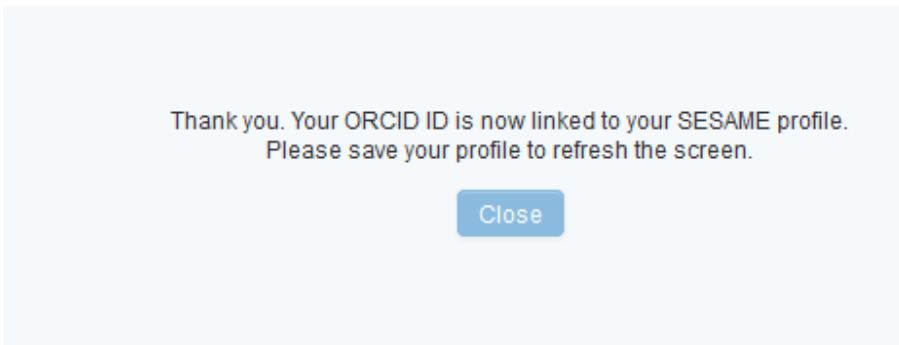 Thank you. Your ORCID ID is now linked to your SESAME profile.
Please save your profile to refresh the screen.
Close